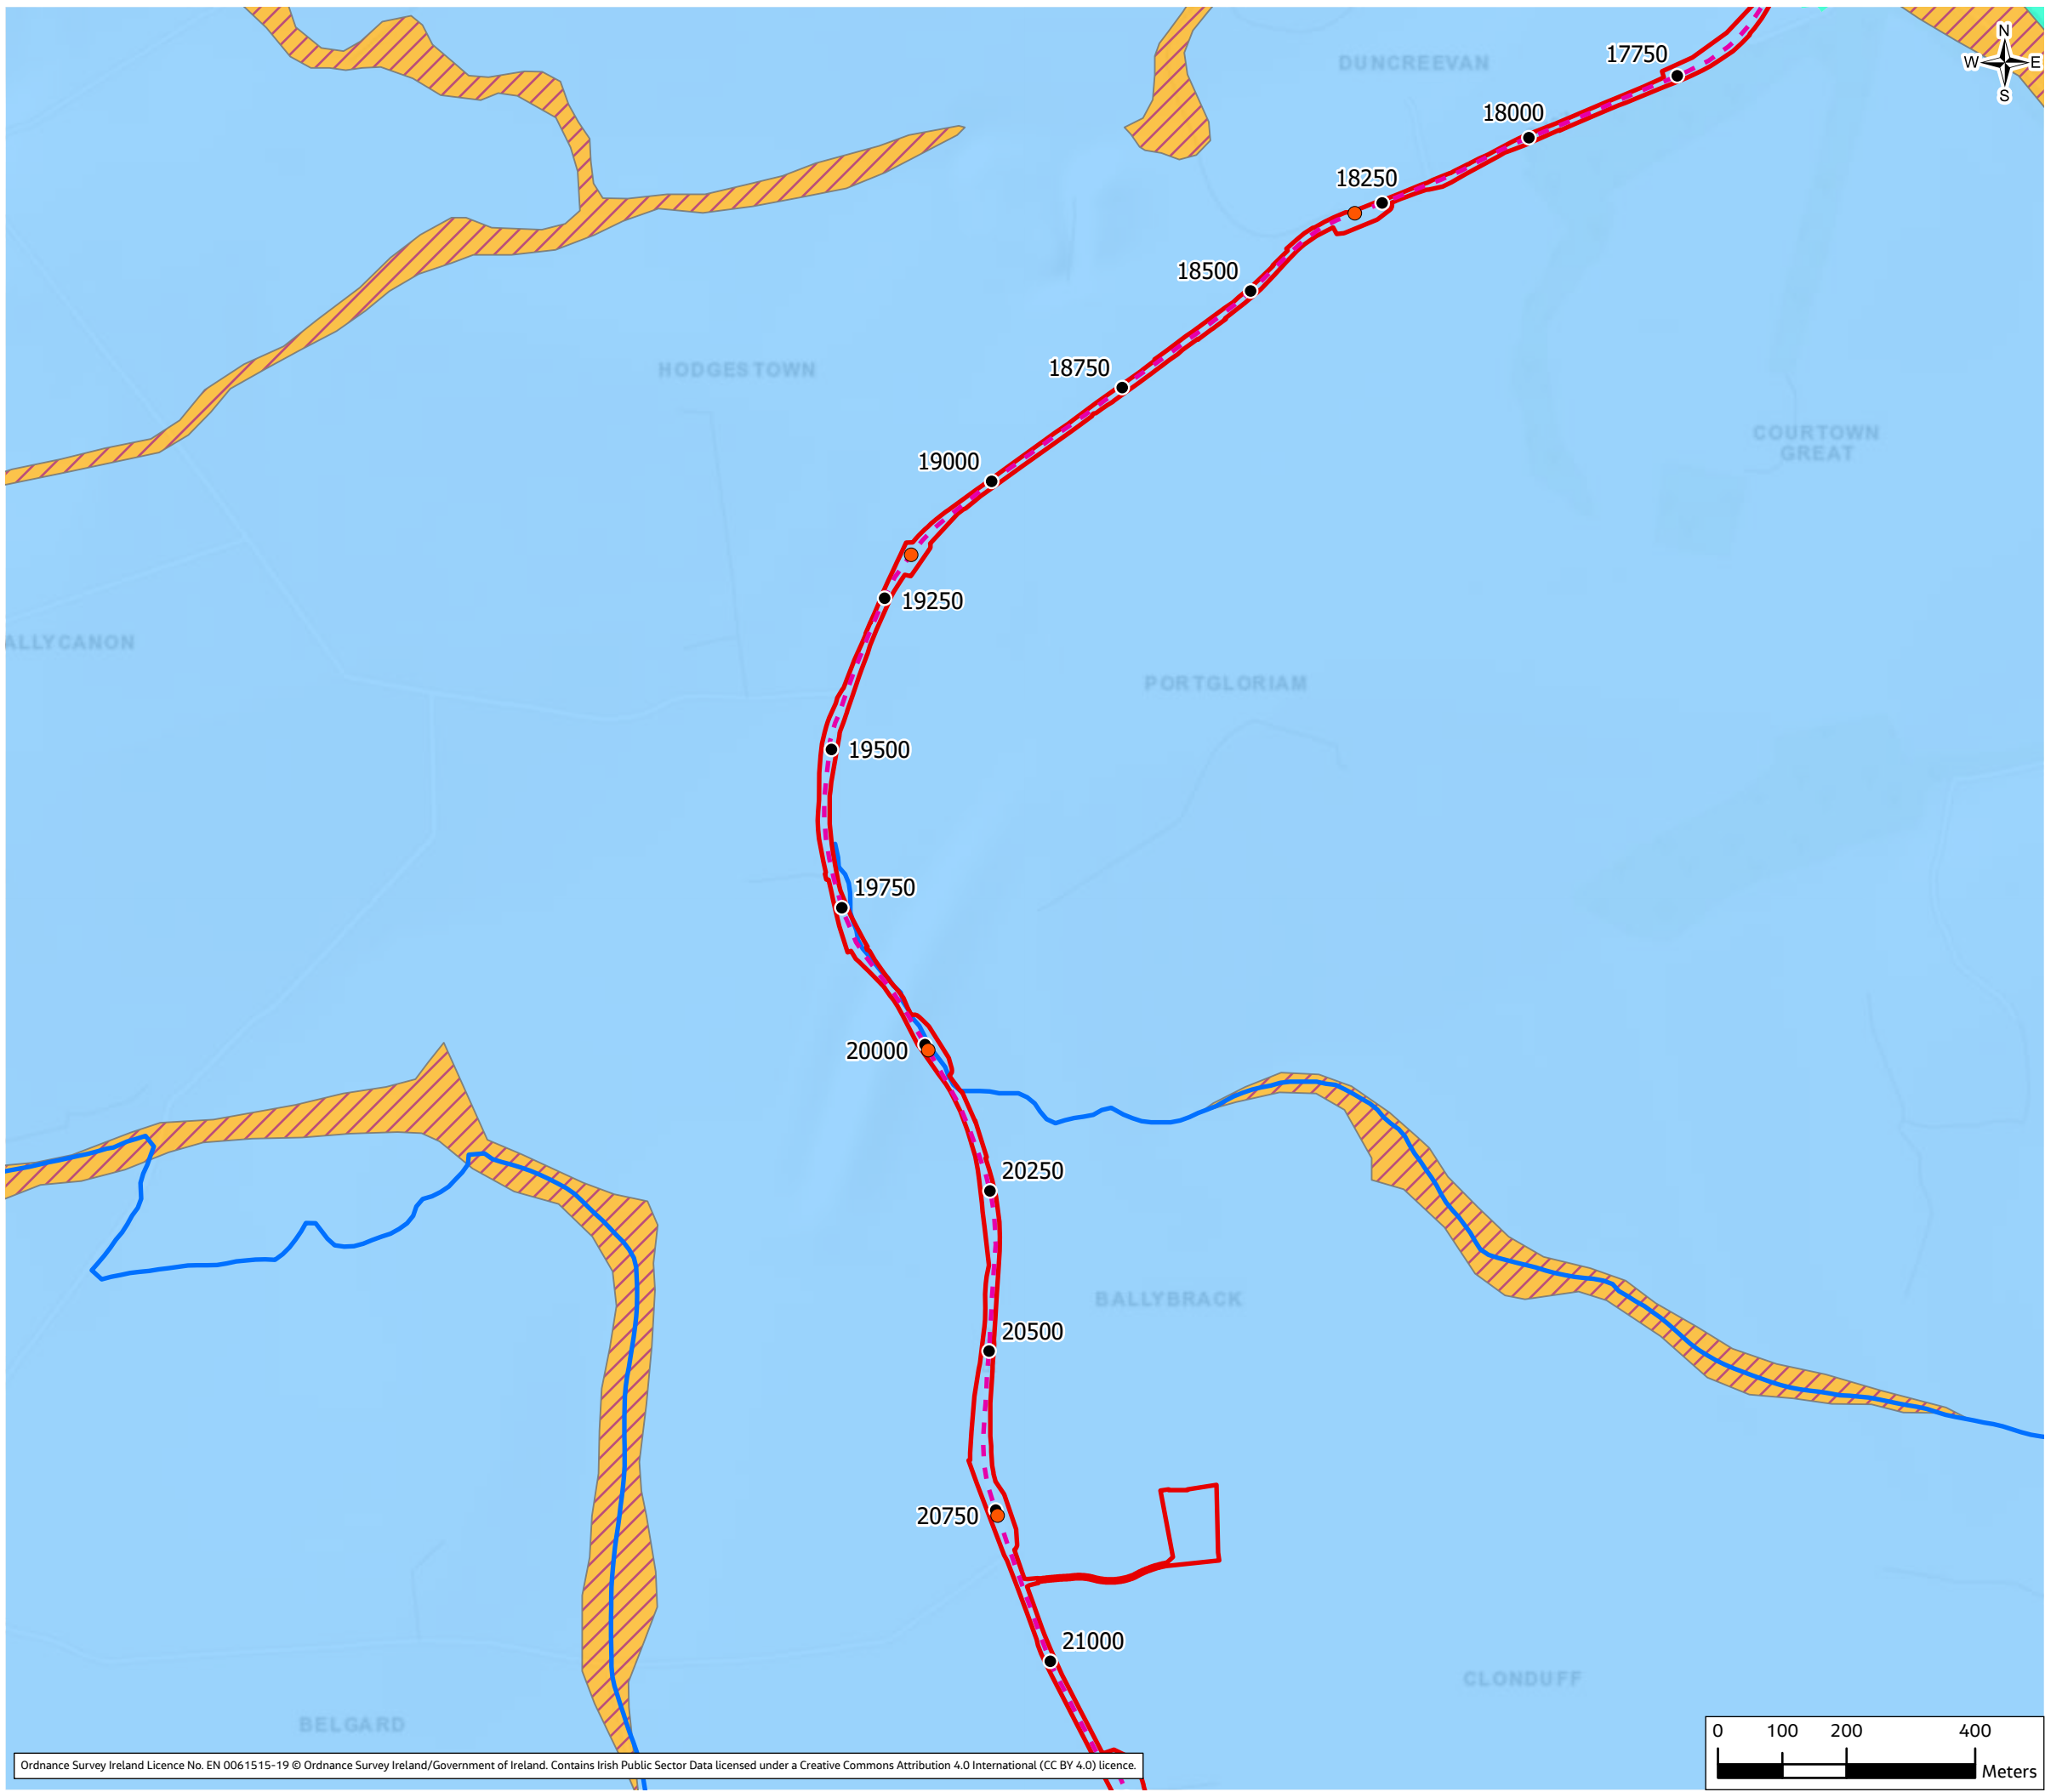 N
W E
S
DUNCREEVAN
17750
18000
18250
18500
HODGESTOWN
18750
COURTOWN
GREAT
19000
19250
ALLYCANON
PORTGLORIAM
19500
19750
20000
20250
BALLYBRACK
20500
20750
21000
CLONDUFF
BELGARD
0 100 200 400
Meters
Ordnance Survey Ireland Licence No. EN 0061515-19 © Ordnance Survey Ireland/Government of Ireland. Contains Irish Public Sector Data licensed under a Creative Commons Attribution 4.0 International (CC BY 4.0) licence.